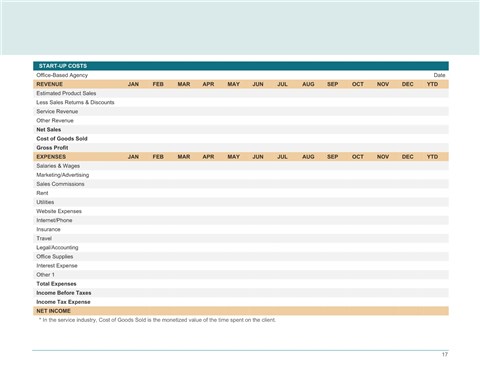 START-UP COSTS
Office-Based Agency Date
REVENUE JAN FEB MAR APR MAY JUN JUL AUG SEP OCT NOV DEC YTD
Estimated Product Sales
Less Sales Returns & Discounts
Service Revenue
Other Revenue
Net Sales
Cost of Goods Sold
Gross Profit
EXPENSES JAN FEB MAR APR MAY JUN JUL AUG SEP OCT NOV DEC YTD
Salaries & Wages
Marketing/Advertising
Sales Commissions
Rent
Utilities
Website Expenses
Internet/Phone
Insurance
Travel
Legal/Accounting
Office Supplies
Interest Expense
Other 1
Total Expenses
Income Before Taxes
Income Tax Expense
NET INCOME
* In the service industry, Cost of Goods Sold is the monetized value of the time spent on the client.
17